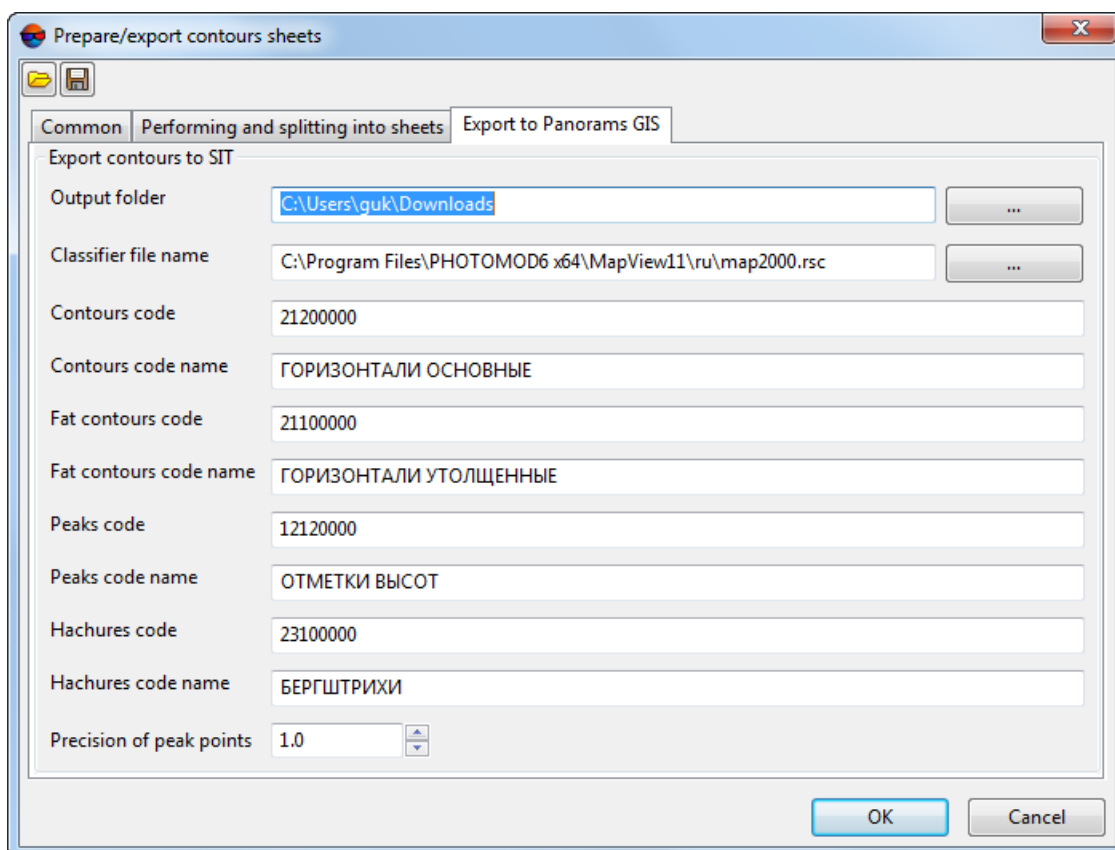 Prepare/export contours sheets
Common Performing and splitting into sheets Export to Panorams GIS
Export contours to SIT
Output folder C:\Users\guk\Downloads ...
Classifier file name C:\Program Files\PHOTOMOD6 x64\MapView11\ru\map2000.rsc ...
Contours code 21200000
Contours code name ГОРИЗОНТАЛИ ОСНОВНЫЕ
Fat contours code 21100000
Fat contours code name ГОРИЗОНТАЛИ УТОЛЩЕННЫЕ
Peaks code 12120000
Peaks code name ОТМЕТКИ ВЫСОТ
Hachures code 23100000
Hachures code name БЕРГШТРИХИ
Precision of peak points 1.0
OK Cancel